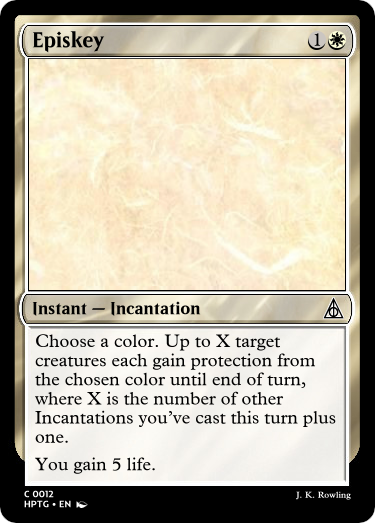 Episkey 1
Instant — Incantation
Choose a color. Up to X target
creatures each gain protection from
the chosen color until end of turn,
where X is the number of other
Incantations you've cast this turn plus
one.
You gain 5 life.
C 0012
HPTG • EN
J. K. Rowling